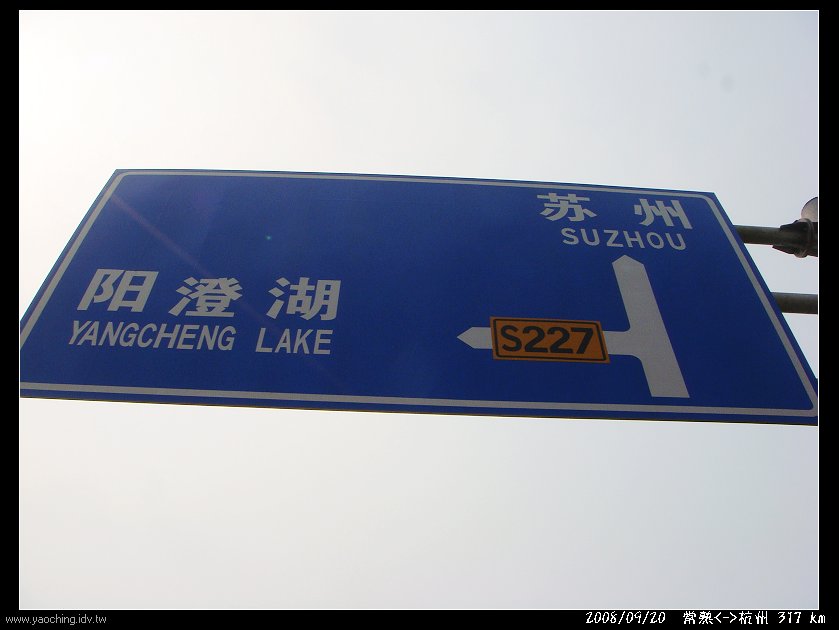 苏州
SUZHOU
阳澄湖
YANGCHENG LAKE
S227
www.yaoching.idv.tw
2008/09/20 常熟<->杭州 317 km